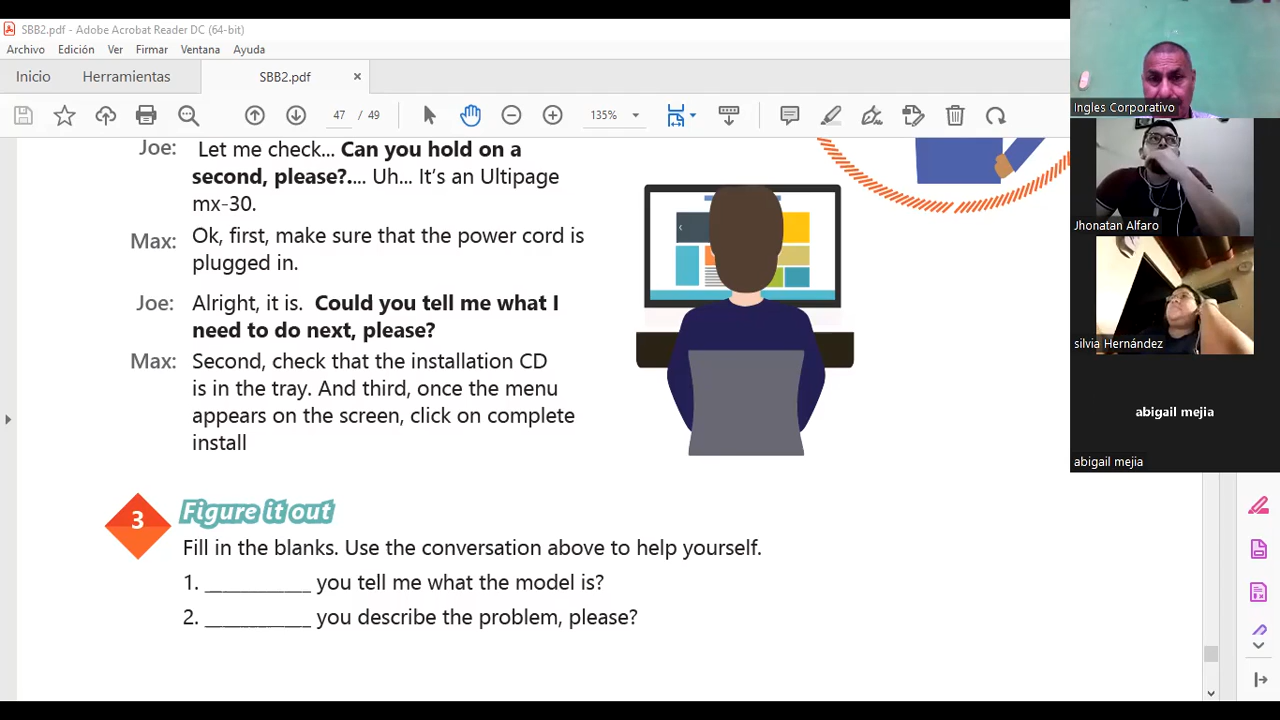 SBB2.pdf - Adobe Acrobat Reader DC (64-bit)
Archivo Edición Ver Firmar Ventana Ayuda
Inicio Herramientas SBB2.pdf ×
47 / 49 135%
Joe: Let me check... Can you hold on a
second, please?.... Uh... It's an Ultipage
mx-30.
Max: Ok, first, make sure that the power cord is
plugged in.
Joe: Alright, it is. Could you tell me what I
need to do next, please?
Max: Second, check that the installation CD
is in the tray. And third, once the menu
appears on the screen, click on complete
install
3 Figure it out
Fill in the blanks. Use the conversation above to help yourself.
1. __________ you tell me what the model is?
2. __________ you describe the problem, please?
Ingles Corporativo
Jhonatan Alfaro
silvia Hernández
abigail mejia
abigail mejia